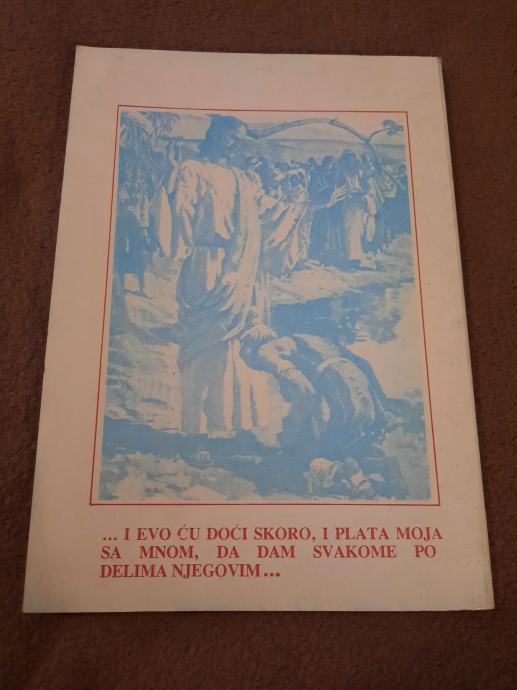 ... I EVO ĆU DOĆI SKORO, I PLATA MOJA
SA MNOM, DA DAM SVAKOME PO
DELIMA NJEGOVIM...